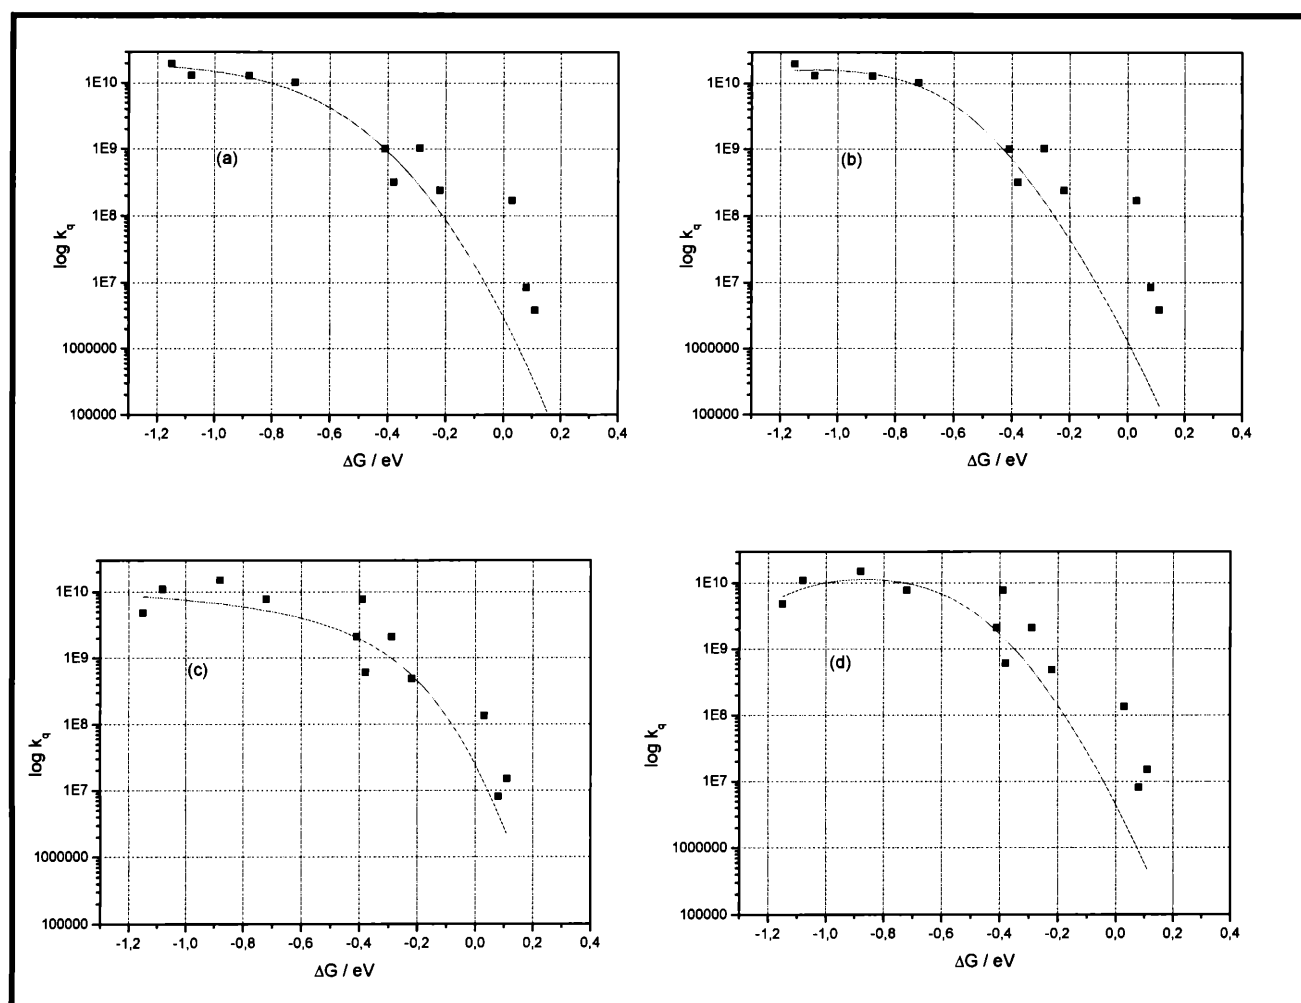 1E10
1E9
1E8
1E7
1000000
100000
log kq
(a)
-1,2 -1,0 -0,8 -0,6 -0,4 -0,2 0,0 0,2 0,4
ΔG / eV
1E10
1E9
1E8
1E7
1000000
100000
log kq
(b)
-1,2 -1,0 -0,8 -0,6 -0,4 -0,2 0,0 0,2 0,4
ΔG / eV
1E10
1E9
1E8
1E7
1000000
100000
log kq
(c)
-1,2 -1,0 -0,8 -0,6 -0,4 -0,2 0,0 0,2 0,4
ΔG / eV
1E10
1E9
1E8
1E7
1000000
100000
log kq
(d)
-1,2 -1,0 -0,8 -0,6 -0,4 -0,2 0,0 0,2 0,4
ΔG / eV